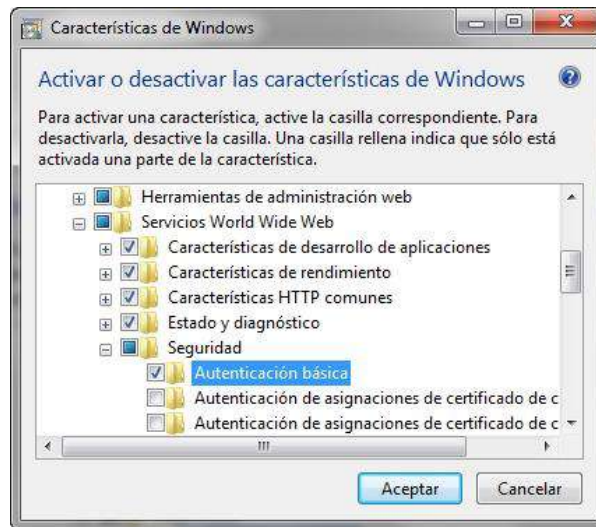 Características de Windows
Activar o desactivar las características de Windows
Para activar una característica, active la casilla correspondiente. Para
desactivarla, desactive la casilla. Una casilla rellena indica que sólo está
activada una parte de la característica.
Herramientas de administración web
Servicios World Wide Web
Características de desarrollo de aplicaciones
Características de rendimiento
Características HTTP comunes
Estado y diagnóstico
Seguridad
Autenticación básica
Autenticación de asignaciones de certificado de c
Autenticación de asignaciones de certificado de c
Aceptar Cancelar